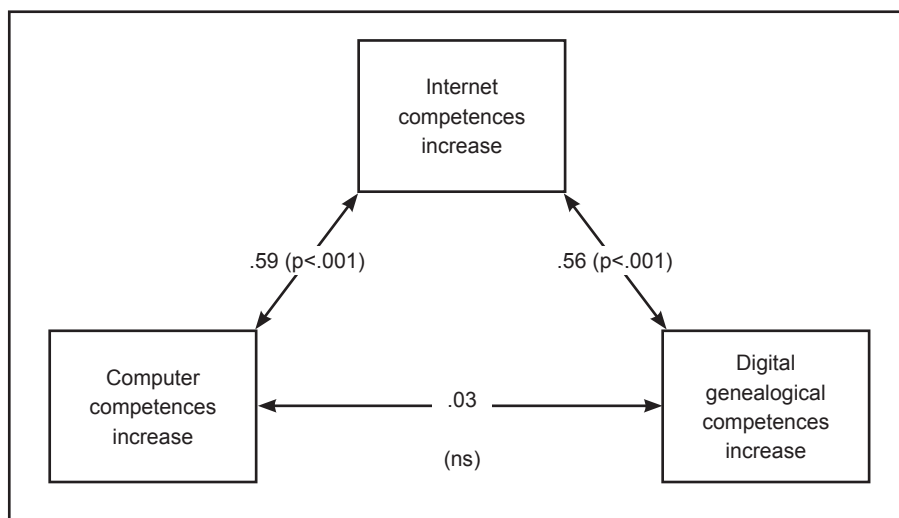 Internet
competences
increase
.59 (p<.001)
.56 (p<.001)
Computer
competences
increase
.03
(ns)
Digital
genealogical
competences
increase